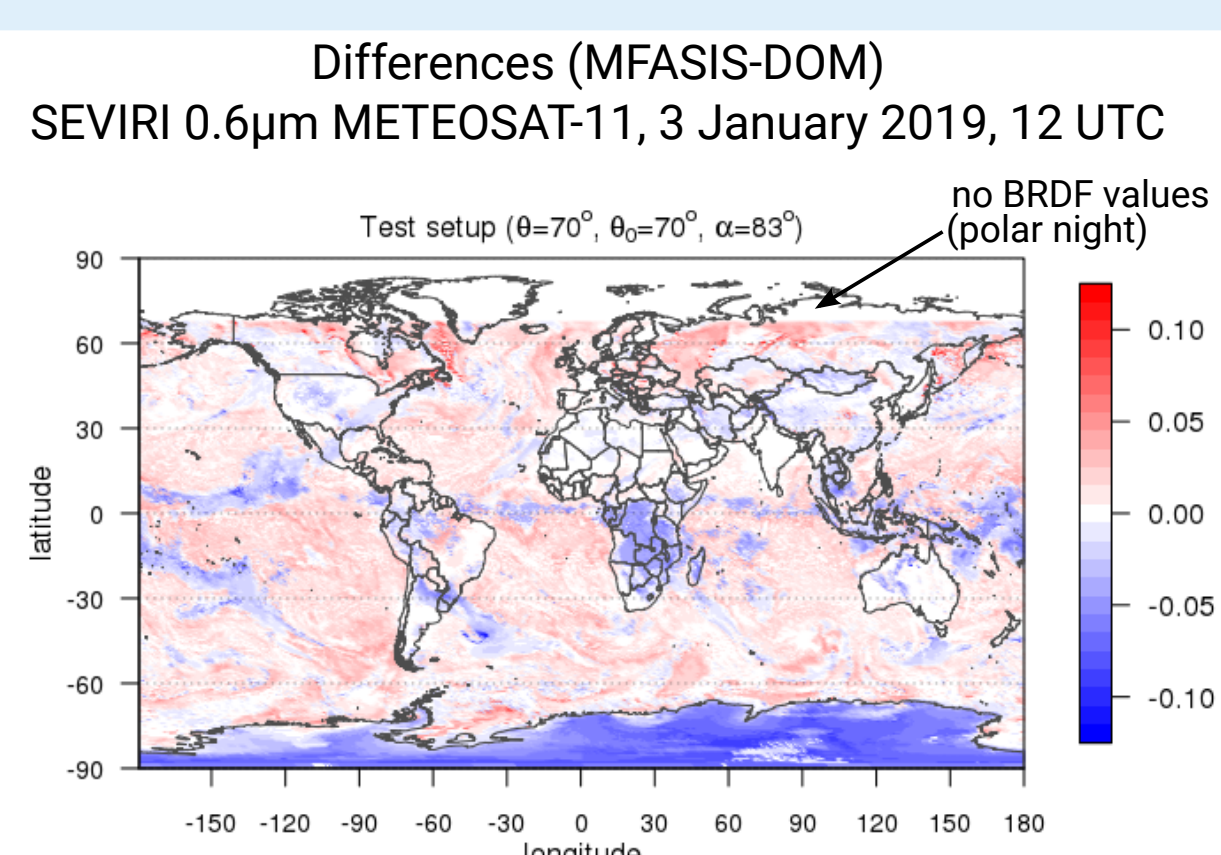 Differences (MFASIS-DOM)
SEVIRI 0.6µm METEOSAT-11, 3 January 2019, 12 UTC
no BRDF values
(polar night)
Test setup (θ=70°, θ₀=70°, α=83°)
90
60
30
0
-30
-60
-90
latitude
0.10
0.05
0.00
-0.05
-0.10
-150 -120 -90 -60 -30 0 30 60 90 120 150 180
longitude